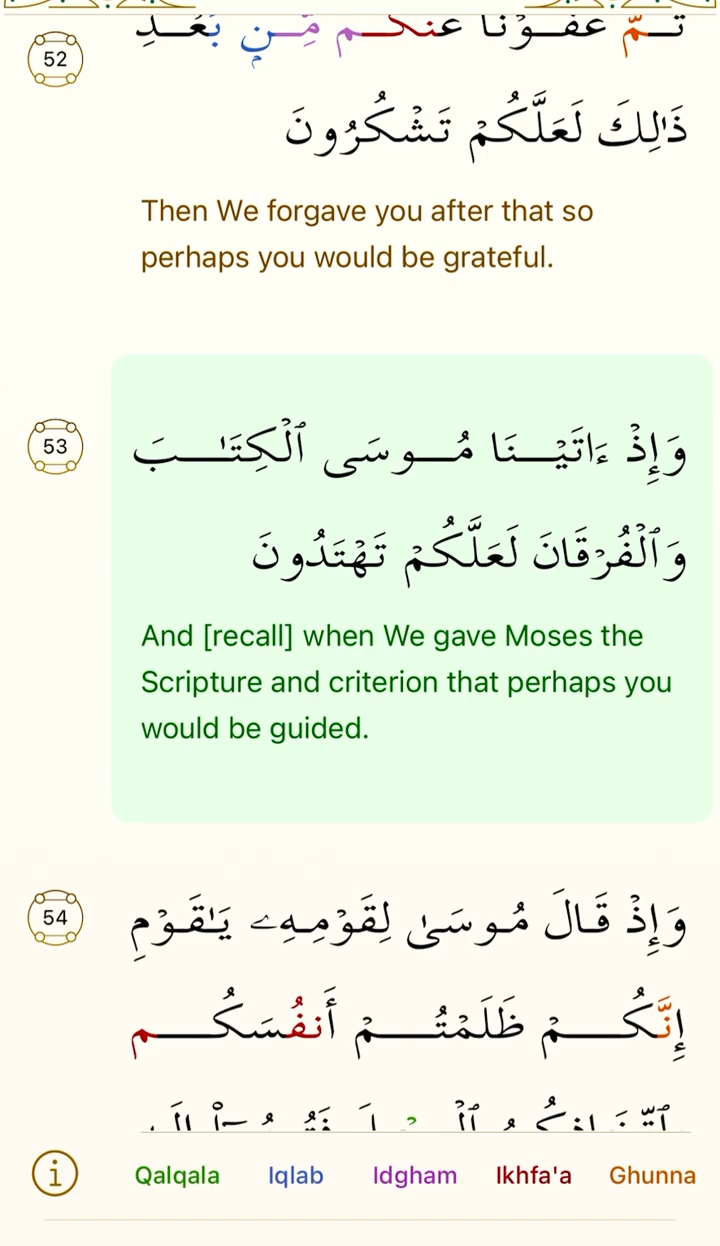 52
ثُمَّ عَفَوْنَا عَنكُم مِّنۢ بَعْدِ
ذَٰلِكَ لَعَلَّكُمْ تَشْكُرُونَ
Then We forgave you after that so
perhaps you would be grateful.
53
وَإِذْ ءَاتَيْنَا مُوسَى ٱلْكِتَٰبَ
وَٱلْفُرْقَانَ لَعَلَّكُمْ تَهْتَدُونَ
And [recall] when We gave Moses the
Scripture and criterion that perhaps you
would be guided.
54
وَإِذْ قَالَ مُوسَىٰ لِقَوْمِهِۦ يَٰقَوْمِ
إِنَّكُمْ ظَلَمْتُمْ أَنفُسَكُم
Qalqala Iqlab Idgham Ikhfa'a Ghunna